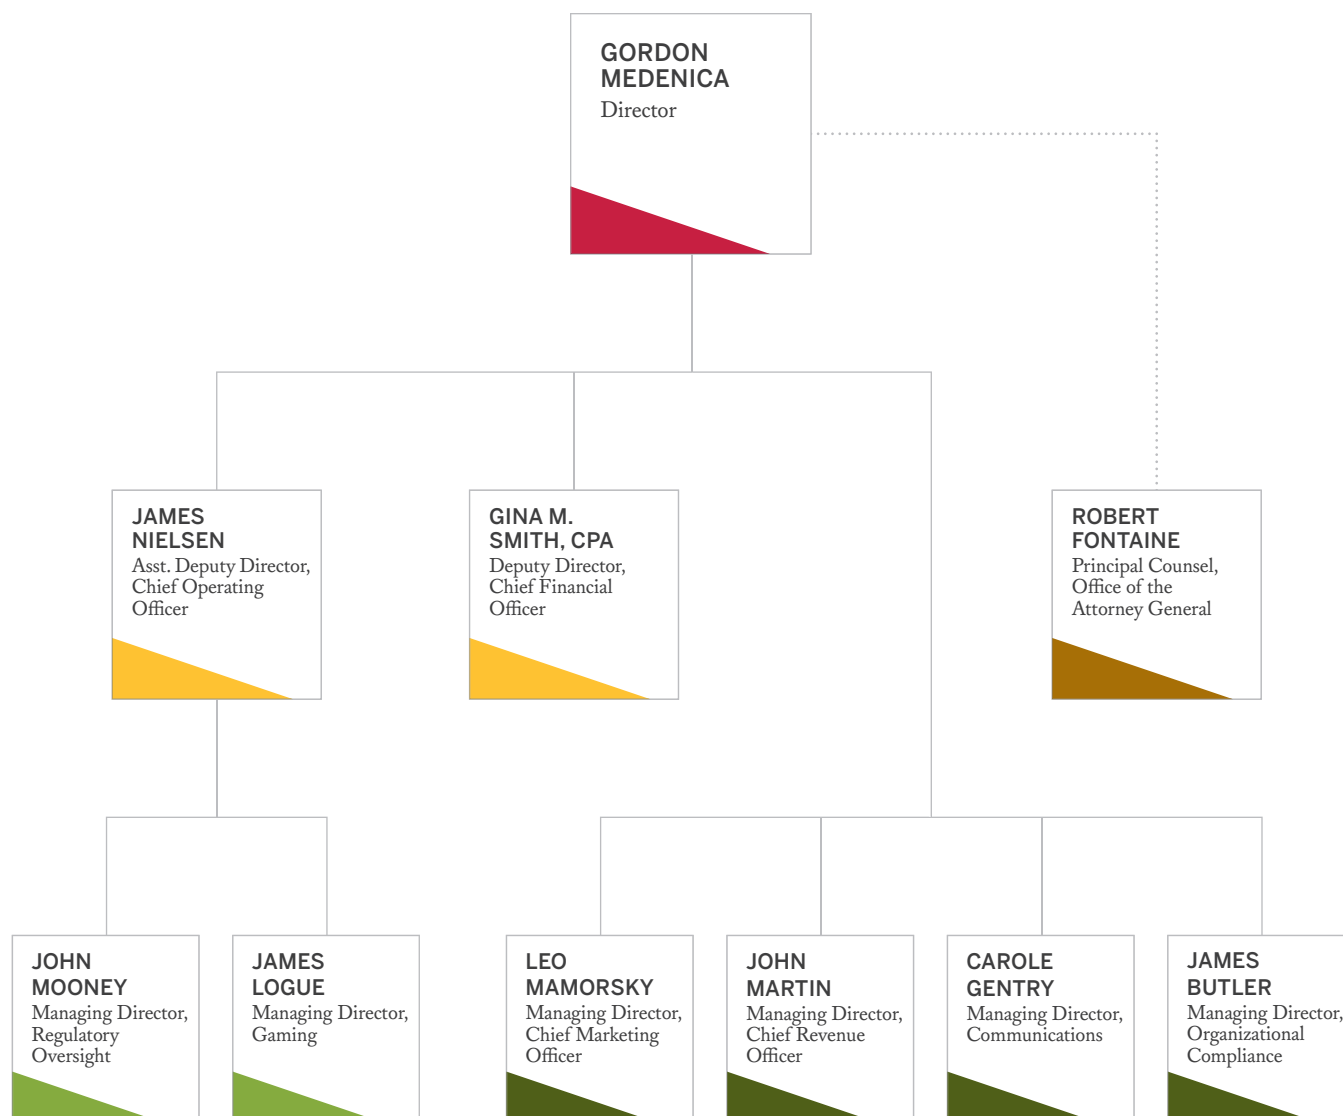 GORDON
MEDENICA
Director
JAMES
NIELSEN
Asst. Deputy Director,
Chief Operating
Officer
GINA M.
SMITH, CPA
Deputy Director,
Chief Financial
Officer
ROBERT
FONTAINE
Principal Counsel,
Office of the
Attorney General
JOHN
MOONEY
Managing Director,
Regulatory
Oversight
JAMES
LOGUE
Managing Director,
Gaming
LEO
MAMORSKY
Managing Director,
Chief Marketing
Officer
JOHN
MARTIN
Managing Director,
Chief Revenue
Officer
CAROLE
GENTRY
Managing Director,
Communications
JAMES
BUTLER
Managing Director,
Organizational
Compliance